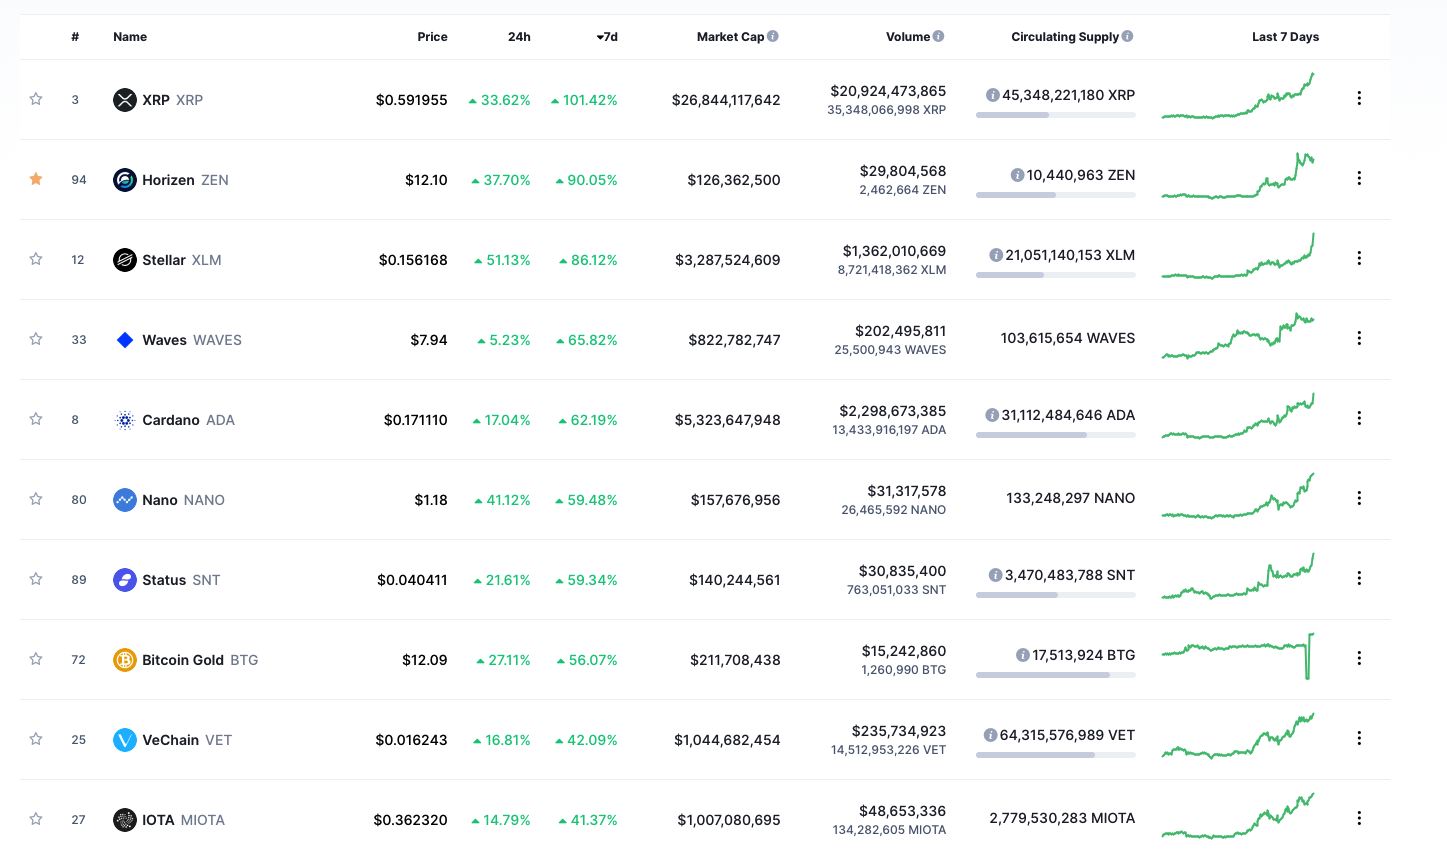 # Name Price 24h 7d Market Cap Volume Circulating Supply Last 7 Days
3 XRP XRP $0.591955 33.62% 101.42% $26,844,117,642 $20,924,473,865 45,348,221,180 XRP
35,348,066,998 XRP
94 Horizen ZEN $12.10 37.70% 90.05% $126,362,500 $29,804,568 10,440,963 ZEN
2,462,664 ZEN
12 Stellar XLM $0.156168 51.13% 86.12% $3,287,524,609 $1,362,010,669 21,051,140,153 XLM
8,721,418,362 XLM
33 Waves WAVES $7.94 5.23% 65.82% $822,782,747 $202,495,811 103,615,654 WAVES
25,500,943 WAVES
8 Cardano ADA $0.171110 17.04% 62.19% $5,323,647,948 $2,298,673,385 31,112,484,646 ADA
13,433,916,197 ADA
80 Nano NANO $1.18 41.12% 59.48% $157,676,956 $31,317,578 133,248,297 NANO
26,465,592 NANO
89 Status SNT $0.040411 21.61% 59.34% $140,244,561 $30,835,400 3,470,483,788 SNT
763,051,033 SNT
72 Bitcoin Gold BTG $12.09 27.11% 56.07% $211,708,438 $15,242,860 17,513,924 BTG
1,260,990 BTG
25 VeChain VET $0.016243 16.81% 42.09% $1,044,682,454 $235,734,923 64,315,576,989 VET
14,512,953,226 VET
27 IOTA MIOTA $0.362320 14.79% 41.37% $1,007,080,695 $48,653,336 2,779,530,283 MIOTA
134,282,605 MIOTA